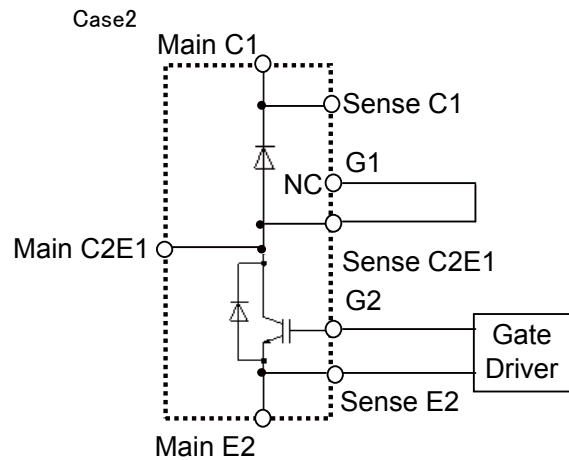 Case2
Main C1
Sense C1
G1
NC
Main C2E1
Sense C2E1
G2
Gate
Driver
Sense E2
Main E2